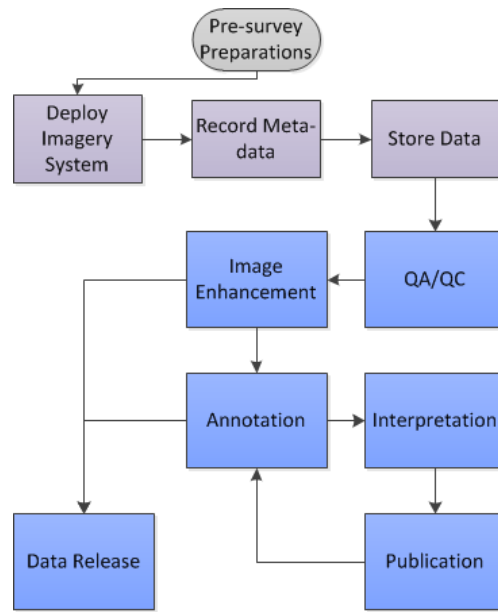 Pre-survey
Preparations
Deploy
Imagery
System
Record Meta-
data
Store Data
Image
Enhancement
QA/QC
Annotation
Interpretation
Data Release
Publication